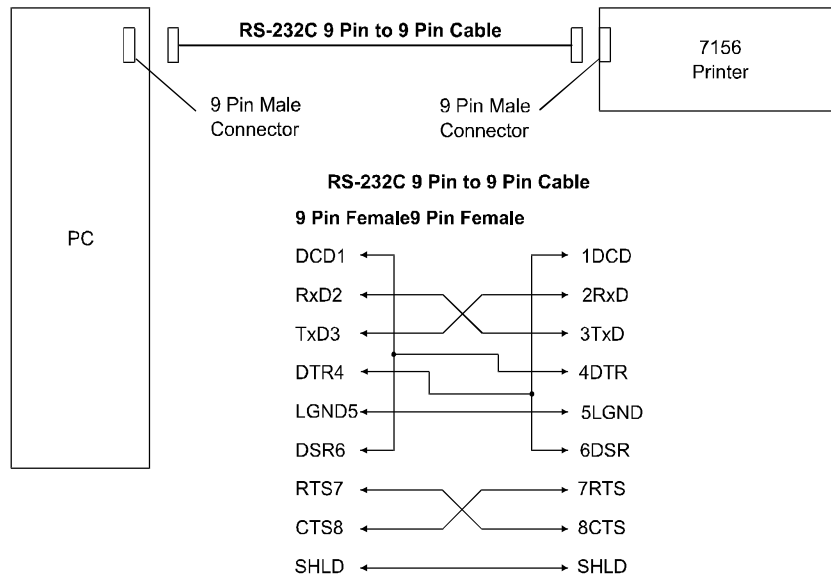 RS-232C 9 Pin to 9 Pin Cable
7156
Printer
9 Pin Male
Connector
9 Pin Male
Connector
RS-232C 9 Pin to 9 Pin Cable
9 Pin Female9 Pin Female
PC
DCD1 1DCD
RxD2 2RxD
TxD3 3TxD
DTR4 4DTR
LGND5 5LGND
DSR6 6DSR
RTS7 7RTS
CTS8 8CTS
SHLD SHLD